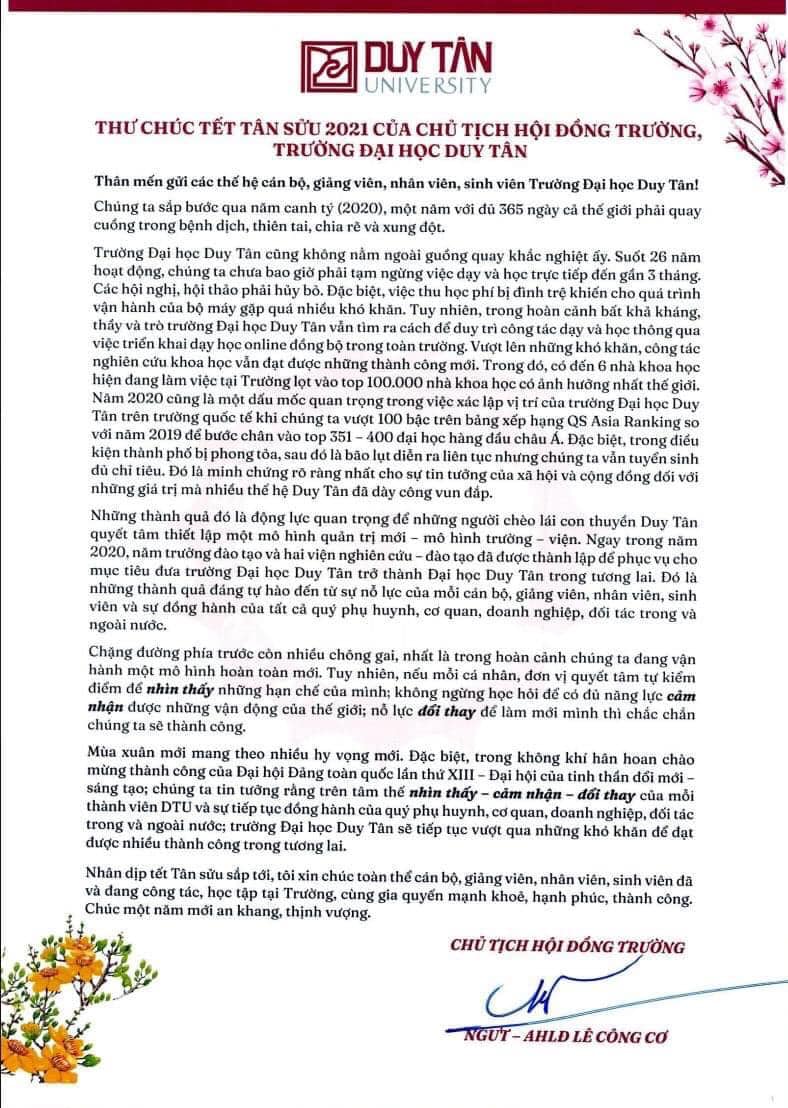 DUY TÂN
UNIVERSITY
THƯ CHÚC TẾT TÂN SỬU 2021 CỦA CHỦ TỊCH HỘI ĐỒNG TRƯỜNG,
TRƯỜNG ĐẠI HỌC DUY TÂN
Thân mến gửi các thế hệ cán bộ, giảng viên, nhân viên, sinh viên Trường Đại học Duy Tân!
Chúng ta sắp bước qua năm canh tý (2020), một năm với đủ 365 ngày cả thế giới phải quay
cuồng trong bệnh dịch, thiên tai, chia rẽ và xung đột.
Trường Đại học Duy Tân cũng không nằm ngoài guồng quay khắc nghiệt ấy. Suốt 26 năm
hoạt động, chúng ta chưa bao giờ phải tạm ngừng việc dạy và học trực tiếp đến gần 3 tháng.
Các hội nghị, hội thảo phải hủy bỏ. Đặc biệt, việc thu học phí bị đình trệ khiến cho quá trình
vận hành của bộ máy gặp quá nhiều khó khăn. Tuy nhiên, trong hoàn cảnh bất khả kháng,
thầy và trò trường Đại học Duy Tân vẫn tìm ra cách để duy trì công tác dạy và học thông qua
việc triển khai dạy học online đồng bộ trong toàn trường. Vượt lên những khó khăn, công tác
nghiên cứu khoa học vẫn đạt được những thành công mới. Trong đó, có đến 6 nhà khoa học
hiện đang làm việc tại Trường lọt vào top 100.000 nhà khoa học có ảnh hưởng nhất thế giới.
Năm 2020 cũng là một dấu mốc quan trọng trong việc xác lập vị trí của trường Đại học Duy
Tân trên trường quốc tế khi chúng ta vượt 100 bậc trên bảng xếp hạng QS Asia Ranking so
với năm 2019 để bước chân vào top 351 – 400 đại học hàng đầu châu Á. Đặc biệt, trong điều
kiện thành phố bị phong tỏa, sau đó là bão lụt diễn ra liên tục nhưng chúng ta vẫn tuyển sinh
đủ chỉ tiêu. Đó là minh chứng rõ ràng nhất cho sự tin tưởng của xã hội và cộng đồng đối với
những giá trị mà nhiều thế hệ Duy Tân đã dày công vun đắp.
Những thành quả đó là động lực quan trọng để những người chèo lái con thuyền Duy Tân
quyết tâm thiết lập một mô hình quản trị mới – mô hình trường – viện. Ngay trong năm
2020, năm trường đào tạo và hai viện nghiên cứu – đào tạo đã được thành lập để phục vụ cho
mục tiêu đưa trường Đại học Duy Tân trở thành Đại học Duy Tân trong tương lai. Đó là
những thành quả đáng tự hào đến từ sự nỗ lực của mỗi cán bộ, giảng viên, nhân viên, sinh
viên và sự đồng hành của tất cả quý phụ huynh, cơ quan, doanh nghiệp, đối tác trong và
ngoài nước.
Chặng đường phía trước còn nhiều chông gai, nhất là trong hoàn cảnh chúng ta đang vận
hành một mô hình hoàn toàn mới. Tuy nhiên, nếu mỗi cá nhân, đơn vị quyết tâm tự kiểm
điểm để nhìn thấy những hạn chế của mình; không ngừng học hỏi để có đủ năng lực cảm
nhận được những vận động của thế giới; nỗ lực đổi thay để làm mới mình thì chắc chắn
chúng ta sẽ thành công.
Mùa xuân mới mang theo nhiều hy vọng mới. Đặc biệt, trong không khí hân hoan chào
mừng thành công của Đại hội Đảng toàn quốc lần thứ XIII – Đại hội của tinh thần đổi mới –
sáng tạo; chúng ta tin tưởng rằng trên tâm thế nhìn thấy – cảm nhận – đổi thay của mỗi
thành viên DTU và sự tiếp tục đồng hành của quý phụ huynh, cơ quan, doanh nghiệp, đối tác
trong và ngoài nước; trường Đại học Duy Tân sẽ tiếp tục vượt qua những khó khăn để đạt
được nhiều thành công trong tương lai.
Nhân dịp tết Tân sửu sắp tới, tôi xin chúc toàn thể cán bộ, giảng viên, nhân viên, sinh viên đã
và đang công tác, học tập tại Trường, cùng gia quyến mạnh khoẻ, hạnh phúc, thành công.
Chúc một năm mới an khang, thịnh vượng.
CHỦ TỊCH HỘI ĐỒNG TRƯỜNG
NGƯT – AHLĐ LÊ CÔNG CƠ